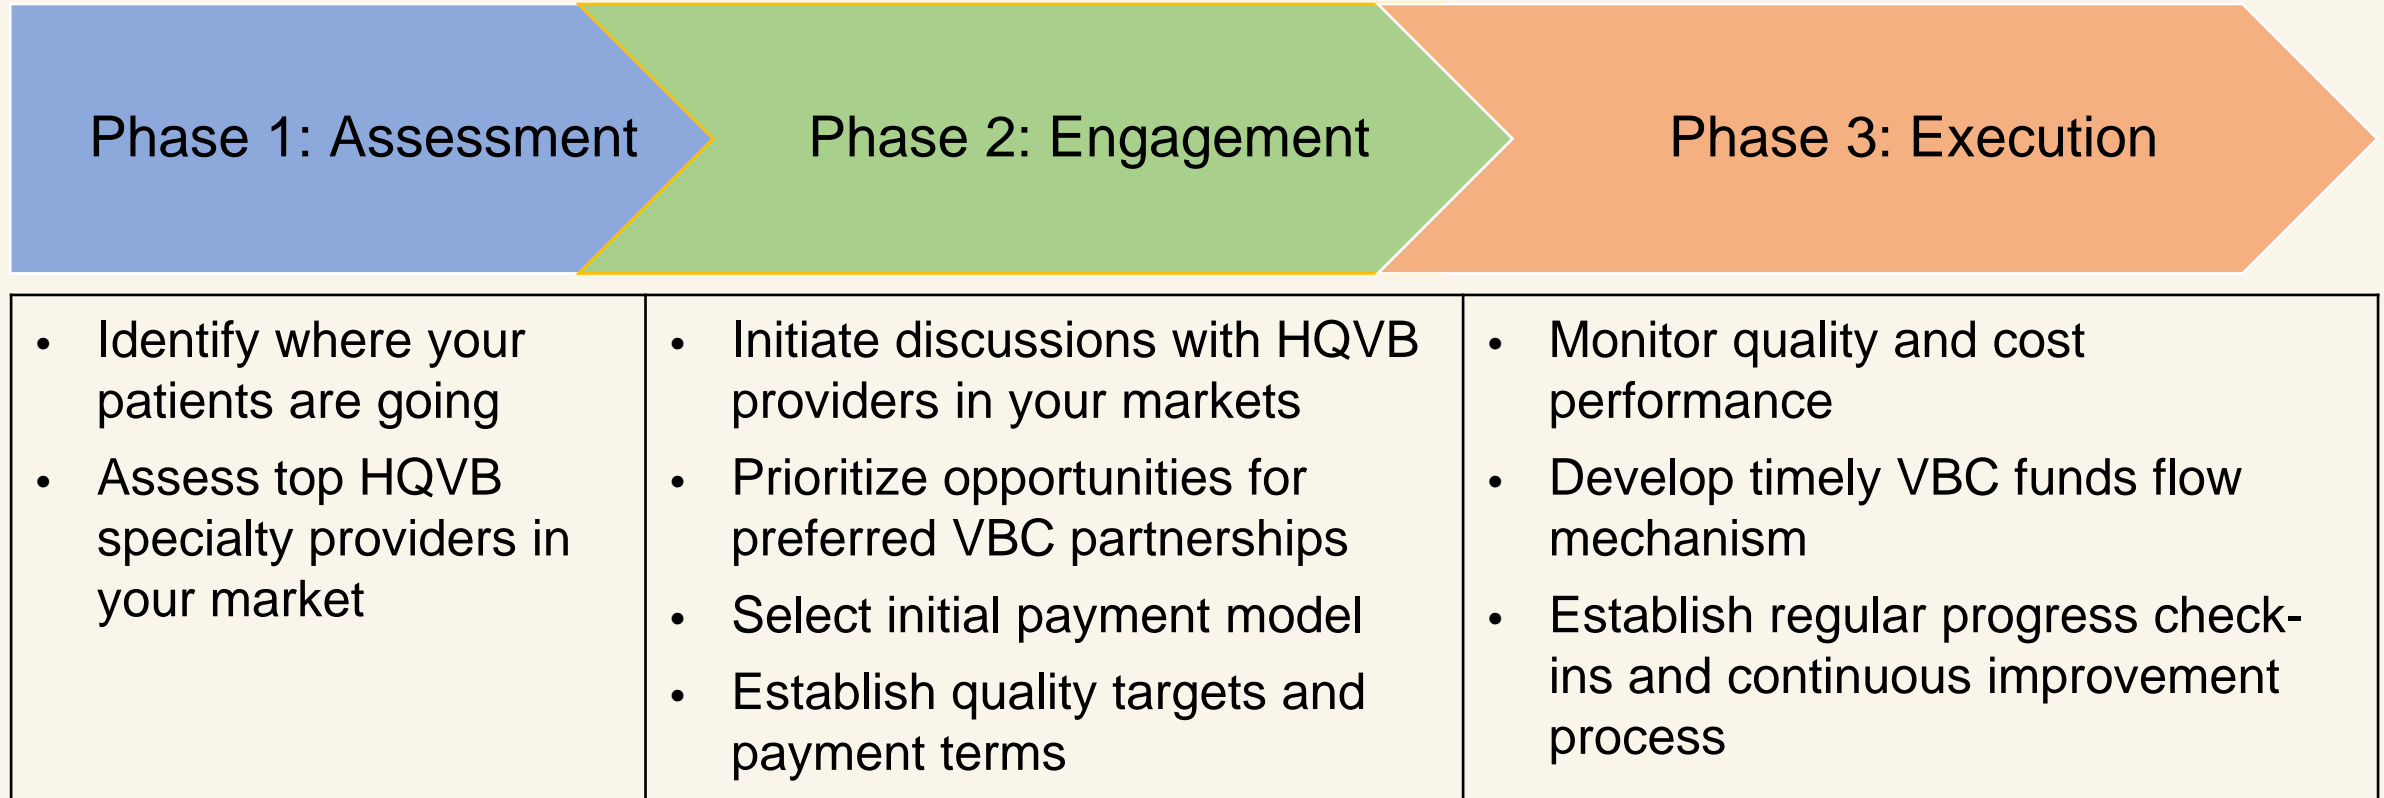 Phase 1: Assessment
Phase 2: Engagement
Phase 3: Execution
• Identify where your
patients are going
• Assess top HQVB
specialty providers in
your market
• Initiate discussions with HQVB
providers in your markets
• Prioritize opportunities for
preferred VBC partnerships
• Select initial payment model
• Establish quality targets and
payment terms
• Monitor quality and cost
performance
• Develop timely VBC funds flow
mechanism
• Establish regular progress check-
ins and continuous improvement
process